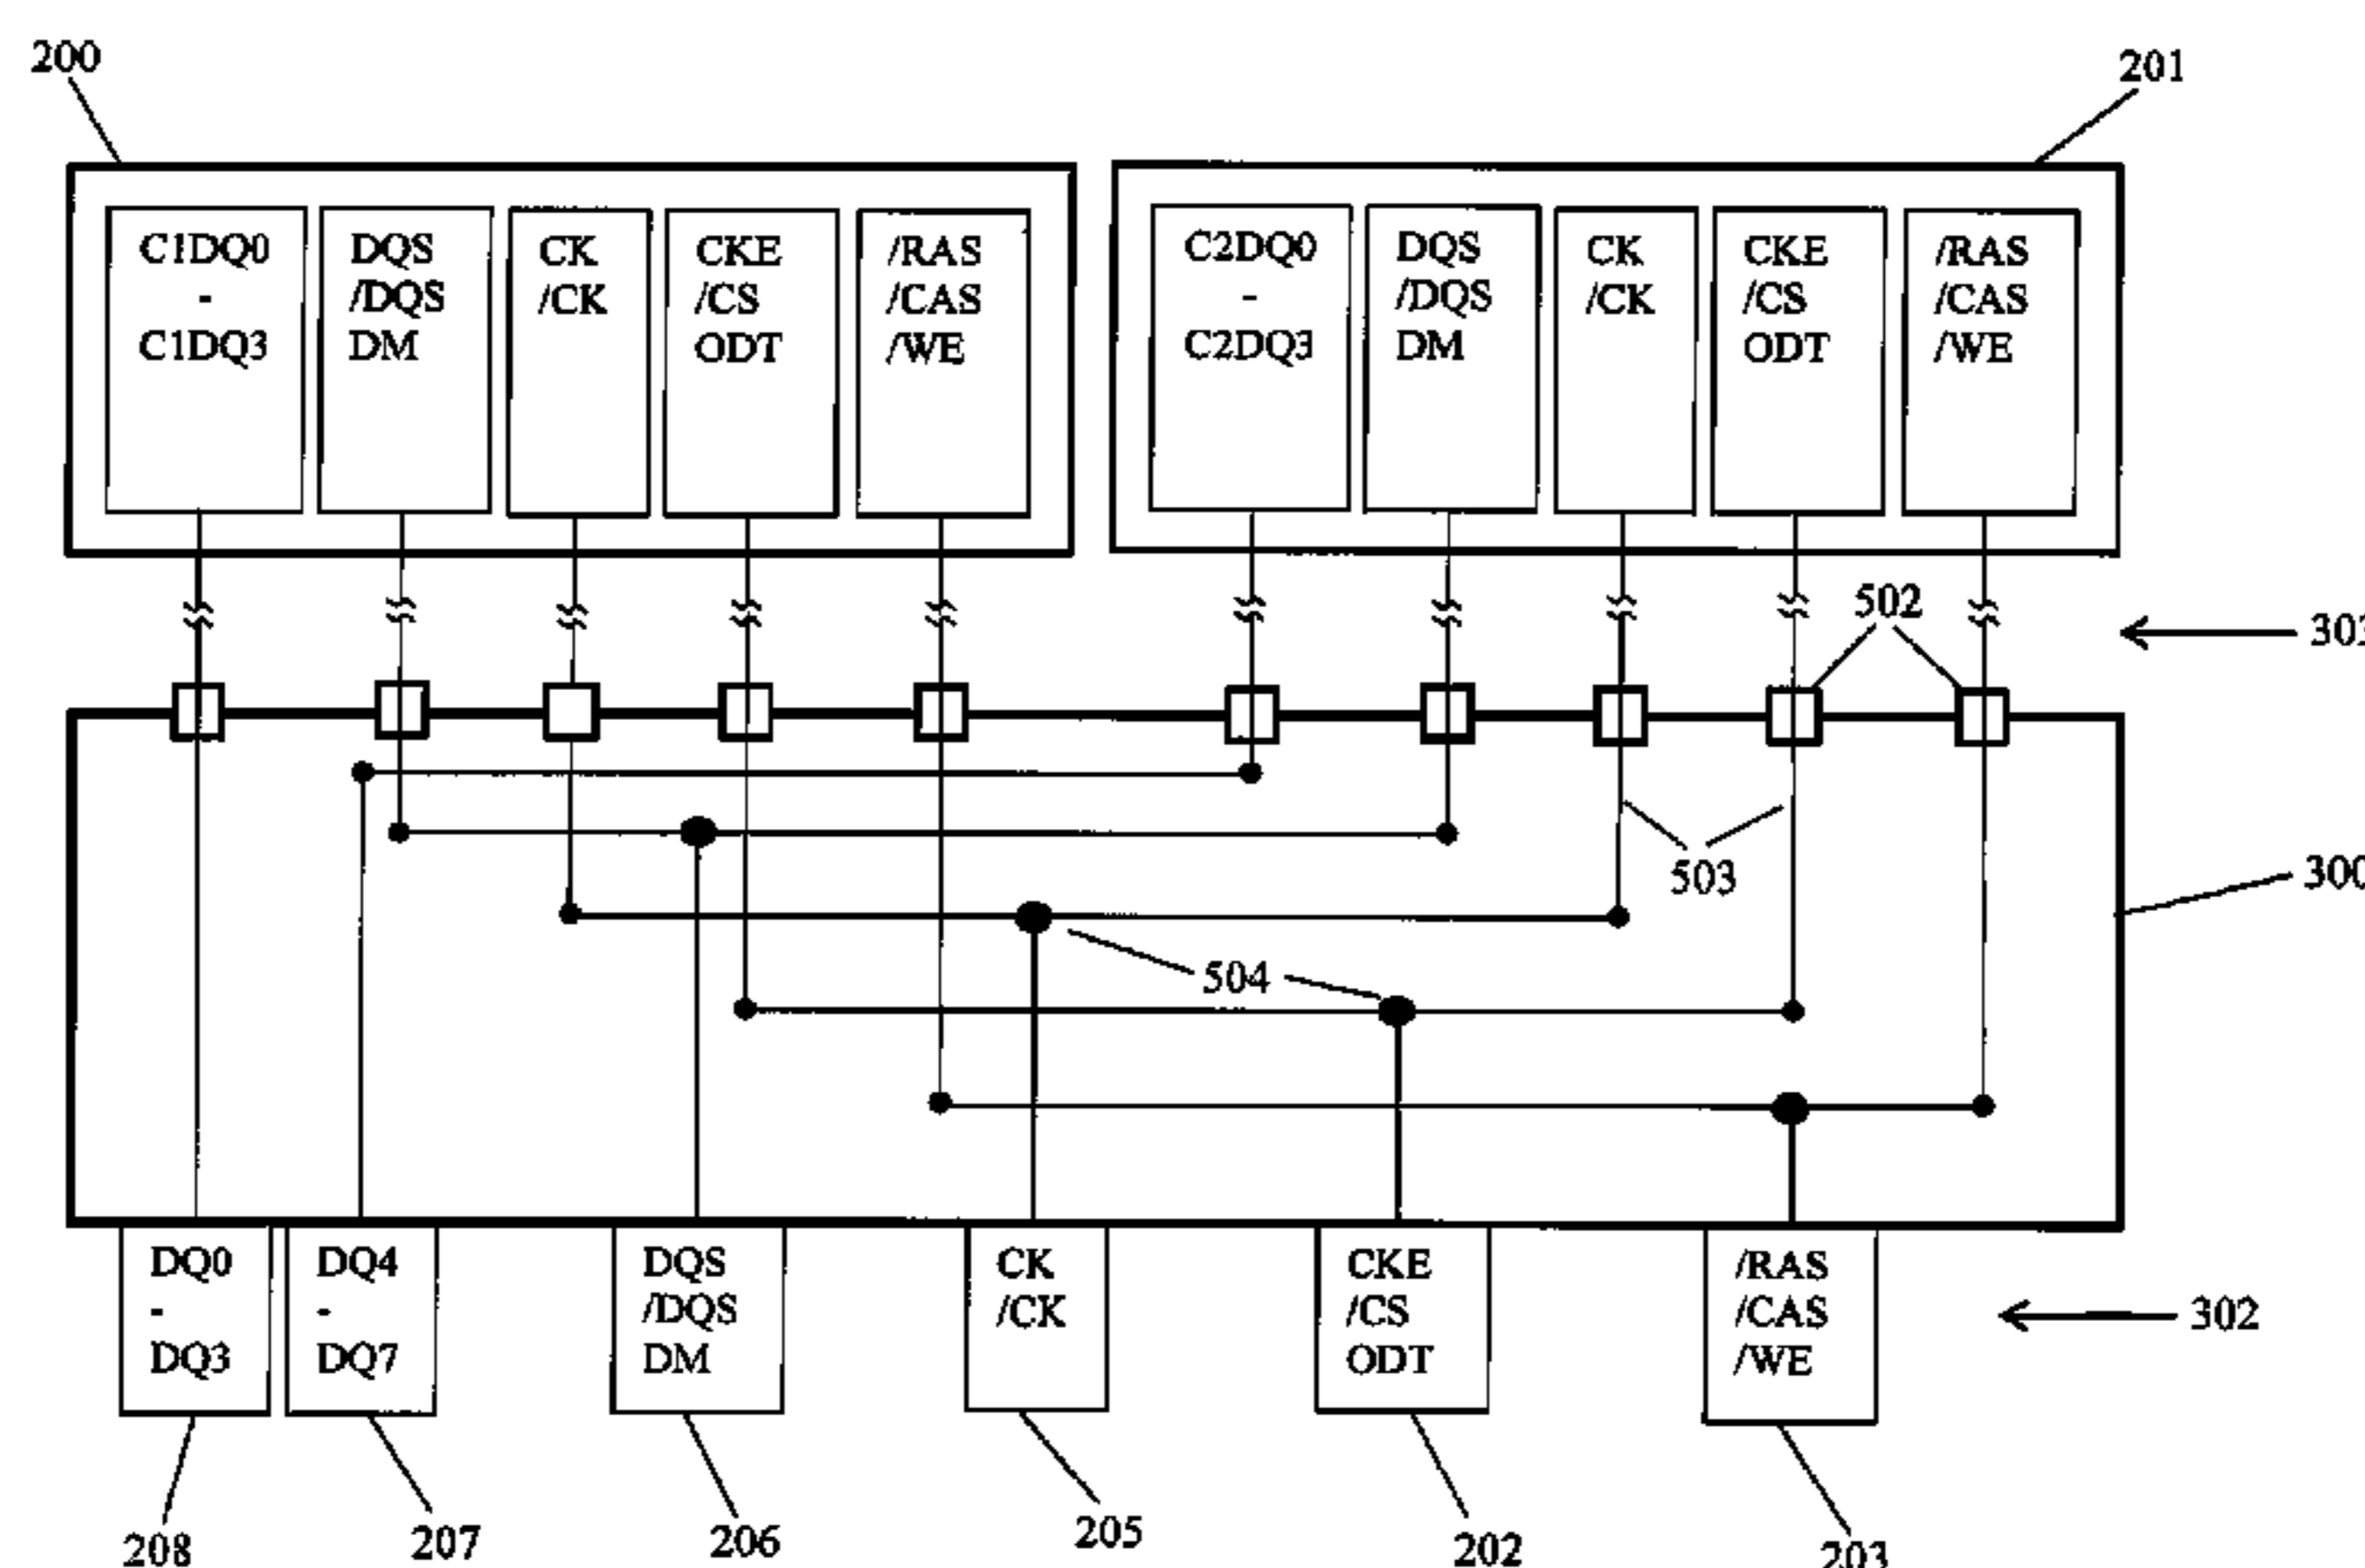 200
201
C1DQ0
-
C1DQ3
DQS
/DQS
DM
CK
/CK
CKE
/CS
ODT
/RAS
/CAS
/WE
C2DQ0
-
C2DQ3
DQS
/DQS
DM
CK
/CK
CKE
/CS
ODT
/RAS
/CAS
/WE
502
503
504
DQ0
-
DQ3
DQ4
-
DQ7
DQS
/DQS
DM
CK
/CK
CKE
/CS
ODT
/RAS
/CAS
/WE
302
208
207
206
205
202
203